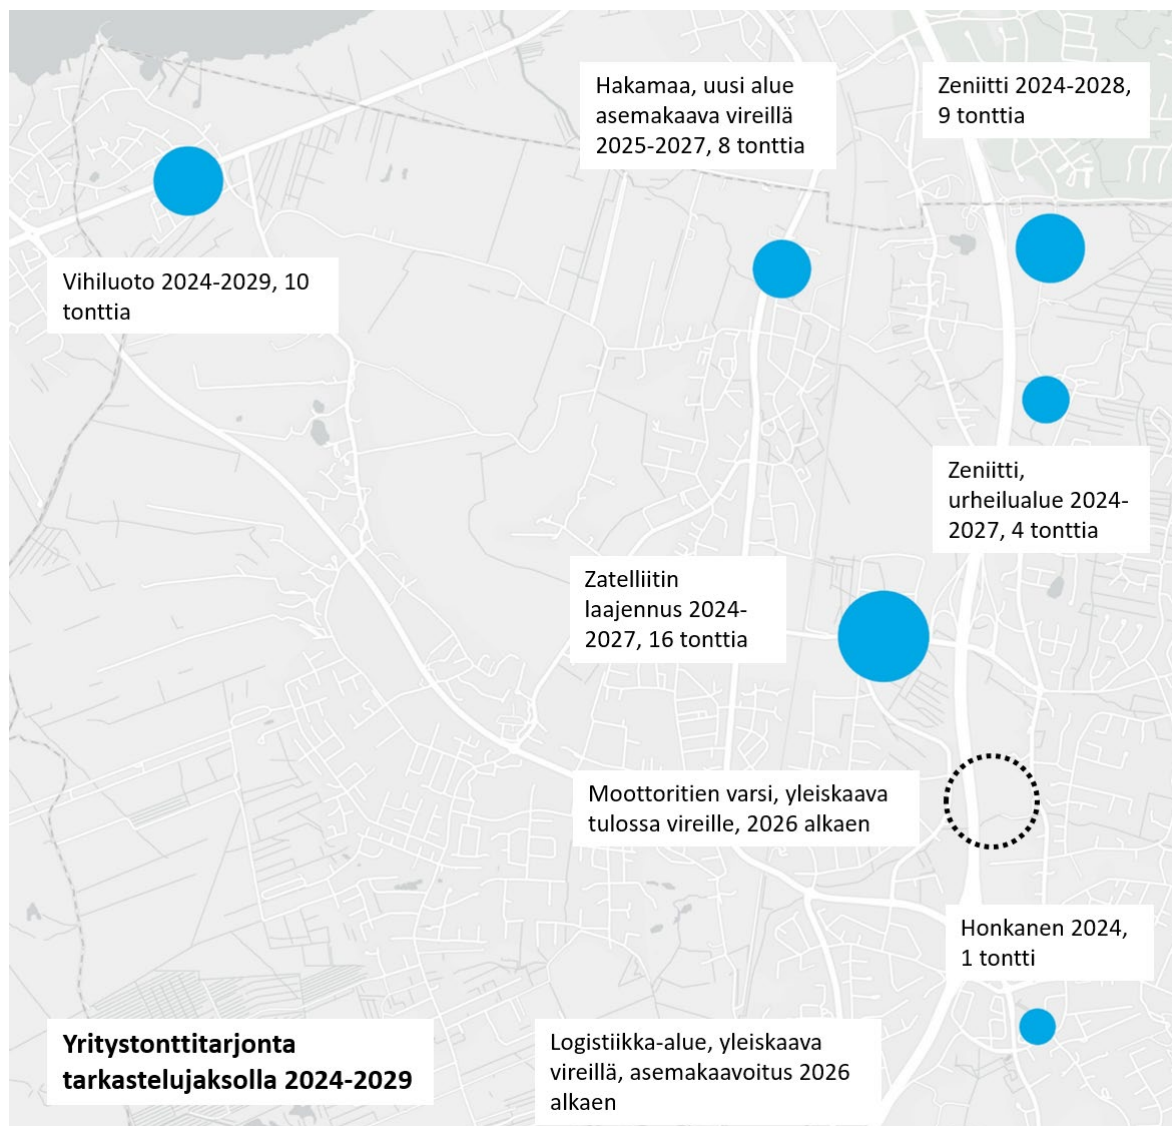 Hakamaa, uusi alue
asemakaava vireillä
2025-2027, 8 tonttia
Zeniitti 2024-2028,
9 tonttia
Vihiluoto 2024-2029, 10
tonttia
Zeniitti,
urheilualue 2024-
2027, 4 tonttia
Zatelliitin
laajennus 2024-
2027, 16 tonttia
Moottoritien varsi, yleiskaava
tulossa vireille, 2026 alkaen
Honkanen 2024,
1 tontti
Yritystonttitarjonta
tarkastelujaksolla 2024-2029
Logistiikka-alue, yleiskaava
vireillä, asemakaavoitus 2026
alkaen